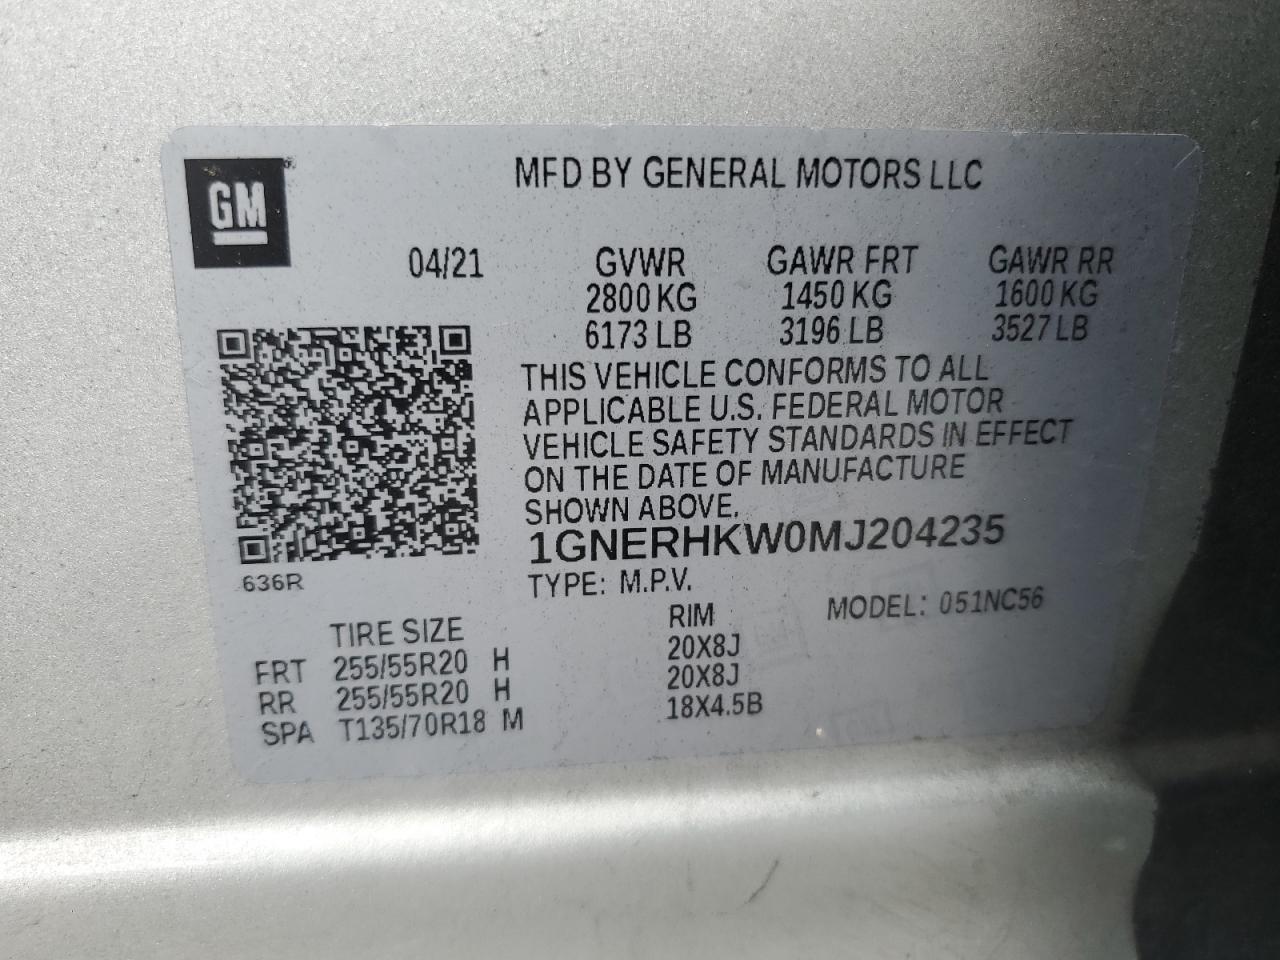 GM
MFD BY GENERAL MOTORS LLC
04/21 GVWR GAWR FRT GAWR RR
2800 KG 1450 KG 1600 KG
6173 LB 3196 LB 3527 LB
THIS VEHICLE CONFORMS TO ALL
APPLICABLE U.S. FEDERAL MOTOR
VEHICLE SAFETY STANDARDS IN EFFECT
ON THE DATE OF MANUFACTURE
SHOWN ABOVE.
1GNERHKW0MJ204235
636R
TYPE: M.P.V. MODEL: 051NC56
TIRE SIZE RIM
FRT 255/55R20 H 20X8J
RR 255/55R20 H 20X8J
SPA T135/70R18 M 18X4.5B